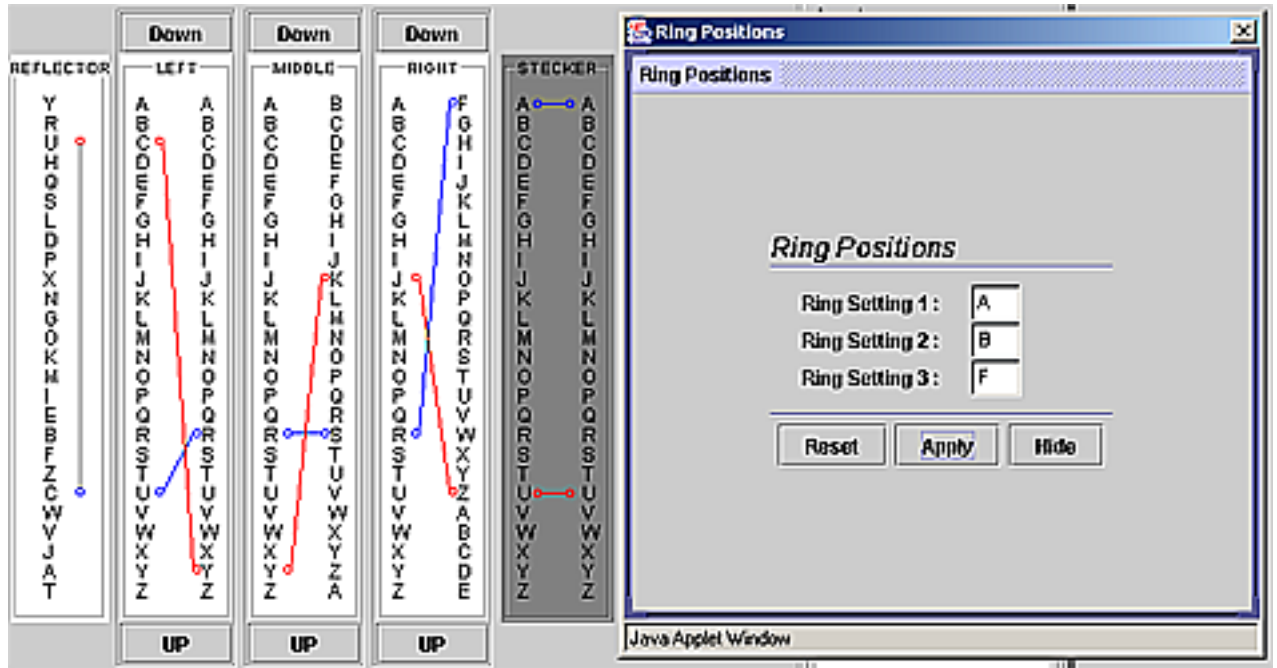 Down Down Down
REFLECTOR LEFT MIDDLE RIGHT STECKER
Y A A A B A F A A
R B B B C B G B B
U C C C D C H C C
H D D D E D I D D
Q E E E F E J E E
S F F F G F K F F
L G G G H G L G G
D H H H I H M H H
P I I I J I N I I
X J J J K J O J J
N K K K L K P K K
G L L L M L Q L L
O M M M N M R M M
K N N N O N S N N
M O O O P O T O O
I P P P Q P U P P
E Q Q Q R Q V Q Q
B R R R S R W R R
F S S S T S X S S
Z T T T U T Y T T
C U U U V U Z U U
W V V V W V A V V
V W W W X W B W W
J X X X Y X C X X
A Y Y Y Z Y D Y Y
T Z Z Z A Z E Z Z
UP UP UP
Ring Positions
Ring Positions
Ring Positions
Ring Setting 1 : A
Ring Setting 2 : B
Ring Setting 3 : F
Reset Apply Hide
Java Applet Window